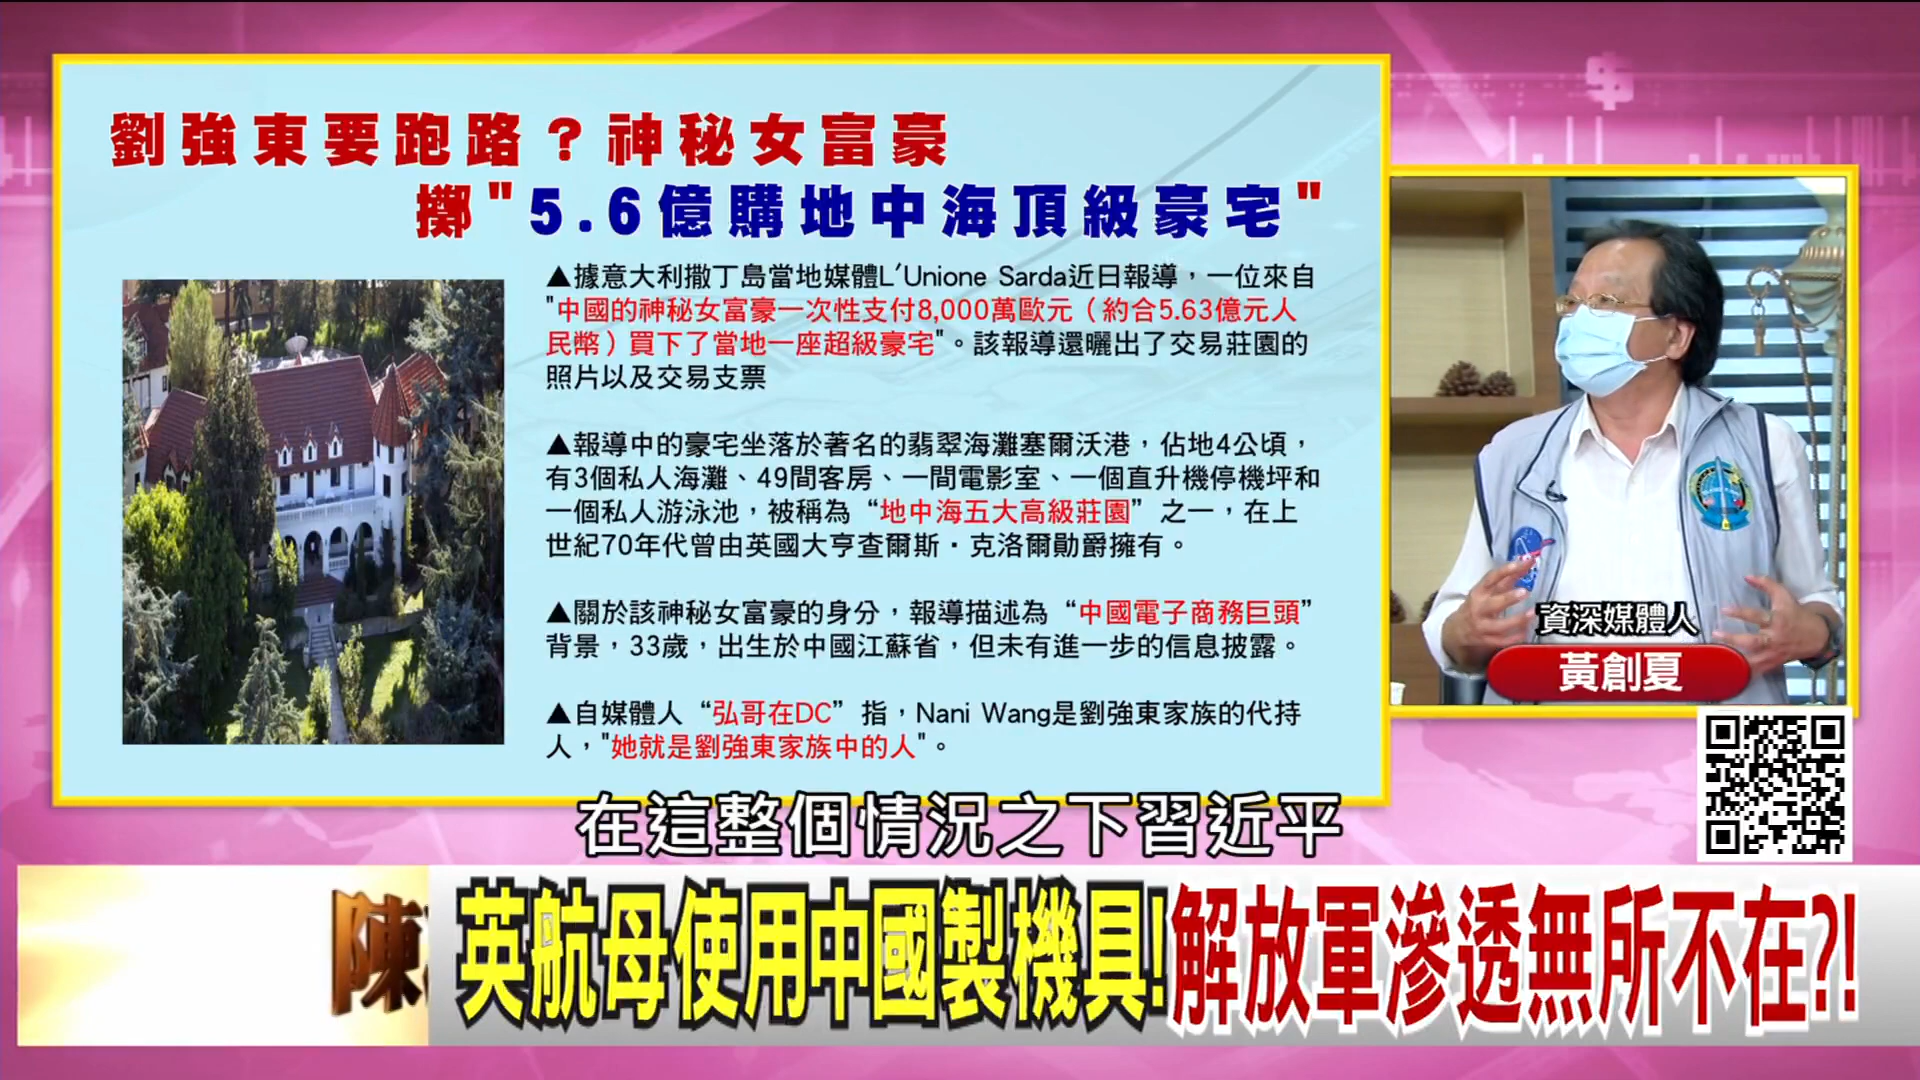 劉強東要跑路？神秘女富豪
擲"5.6億購地中海頂級豪宅"
▲據意大利撒丁島當地媒體L'Unione Sarda近日報導，一位來自
"中國的神秘女富豪一次性支付8,000萬歐元（約合5.63億元人
民幣）買下了當地一座超級豪宅"。該報導還曬出了交易莊園的
照片以及交易支票
▲報導中的豪宅坐落於著名的翡翠海灘塞爾沃港，佔地4公頃，
有3個私人海灘、49間客房、一間電影室、一個直升機停機坪和
一個私人游泳池，被稱為“地中海五大高級莊園”之一，在上
世紀70年代曾由英國大亨查爾斯·克洛爾勛爵擁有。
▲關於該神秘女富豪的身分，報導描述為“中國電子商務巨頭”
背景，33歲，出生於中國江蘇省，但未有進一步的信息披露。
▲自媒體人“弘哥在DC”指，Nani Wang是劉強東家族的代持
人，"她就是劉強東家族中的人"。
資深媒體人
黃創夏
在這整個情況之下習近平
陳
英航母使用中國製機具!解放軍滲透無所不在?!